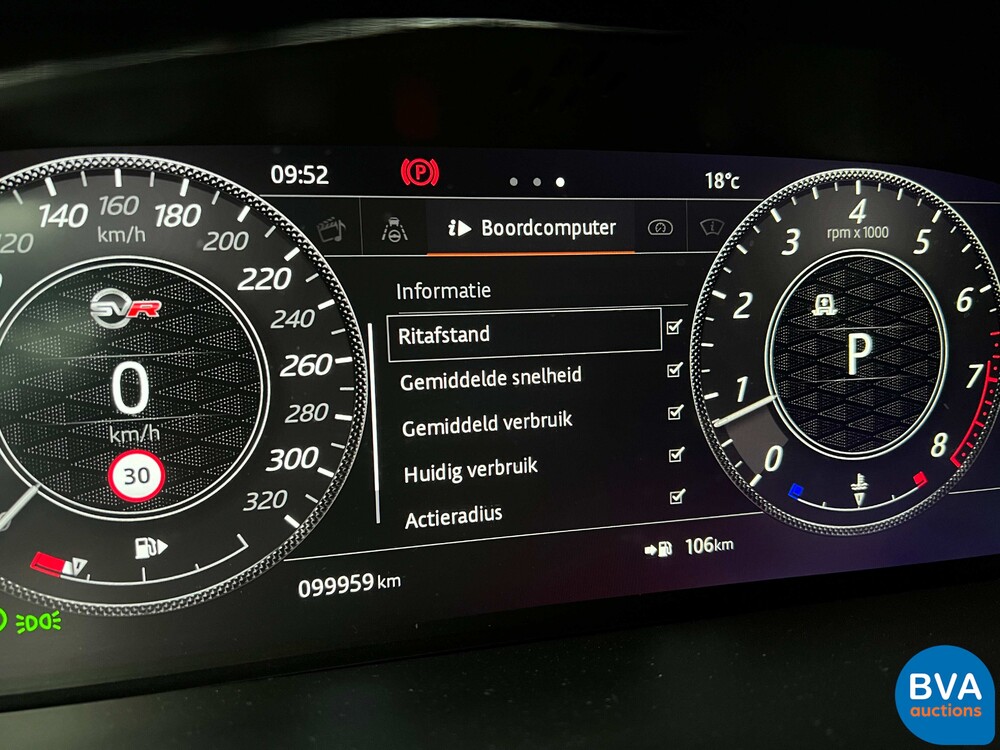 09:52
P
18°c
120
140
160
180
200
220
240
260
280
300
320
km/h
SVR
0
km/h
30
i Boordcomputer
Informatie
Ritafstand
Gemiddelde snelheid
Gemiddeld verbruik
Huidig verbruik
Actieradius
099959 km
106km
0
1
2
3
4
5
6
7
8
rpm x 1000
P
BVA
auctions